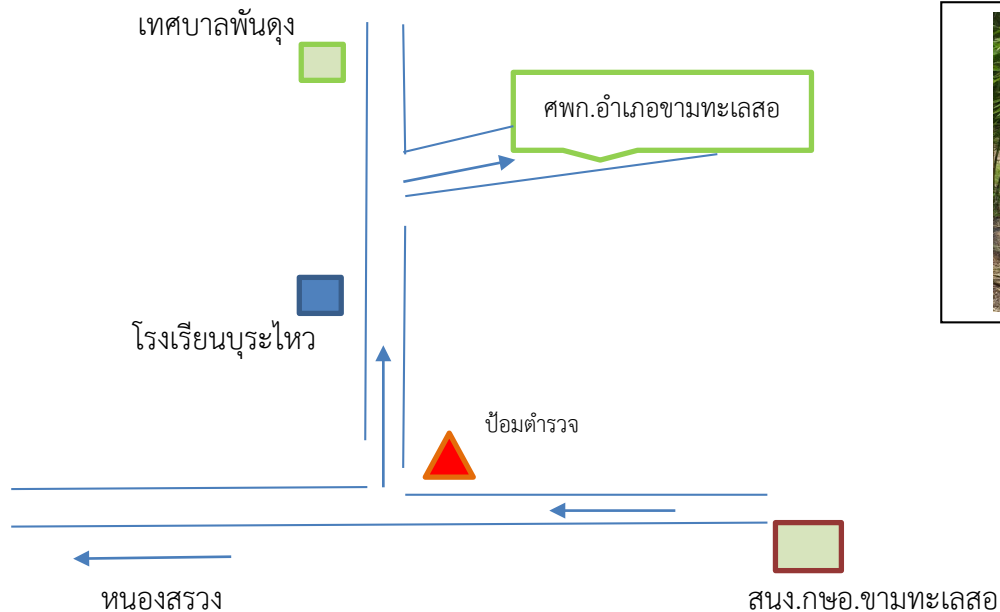 เทศบาลพันดุง
ศพก.อำเภอขามทะเลสอ
โรงเรียนบุระไหว
ป้อมตำรวจ
หนองสรวง
สนง.กษอ.ขามทะเลสอ